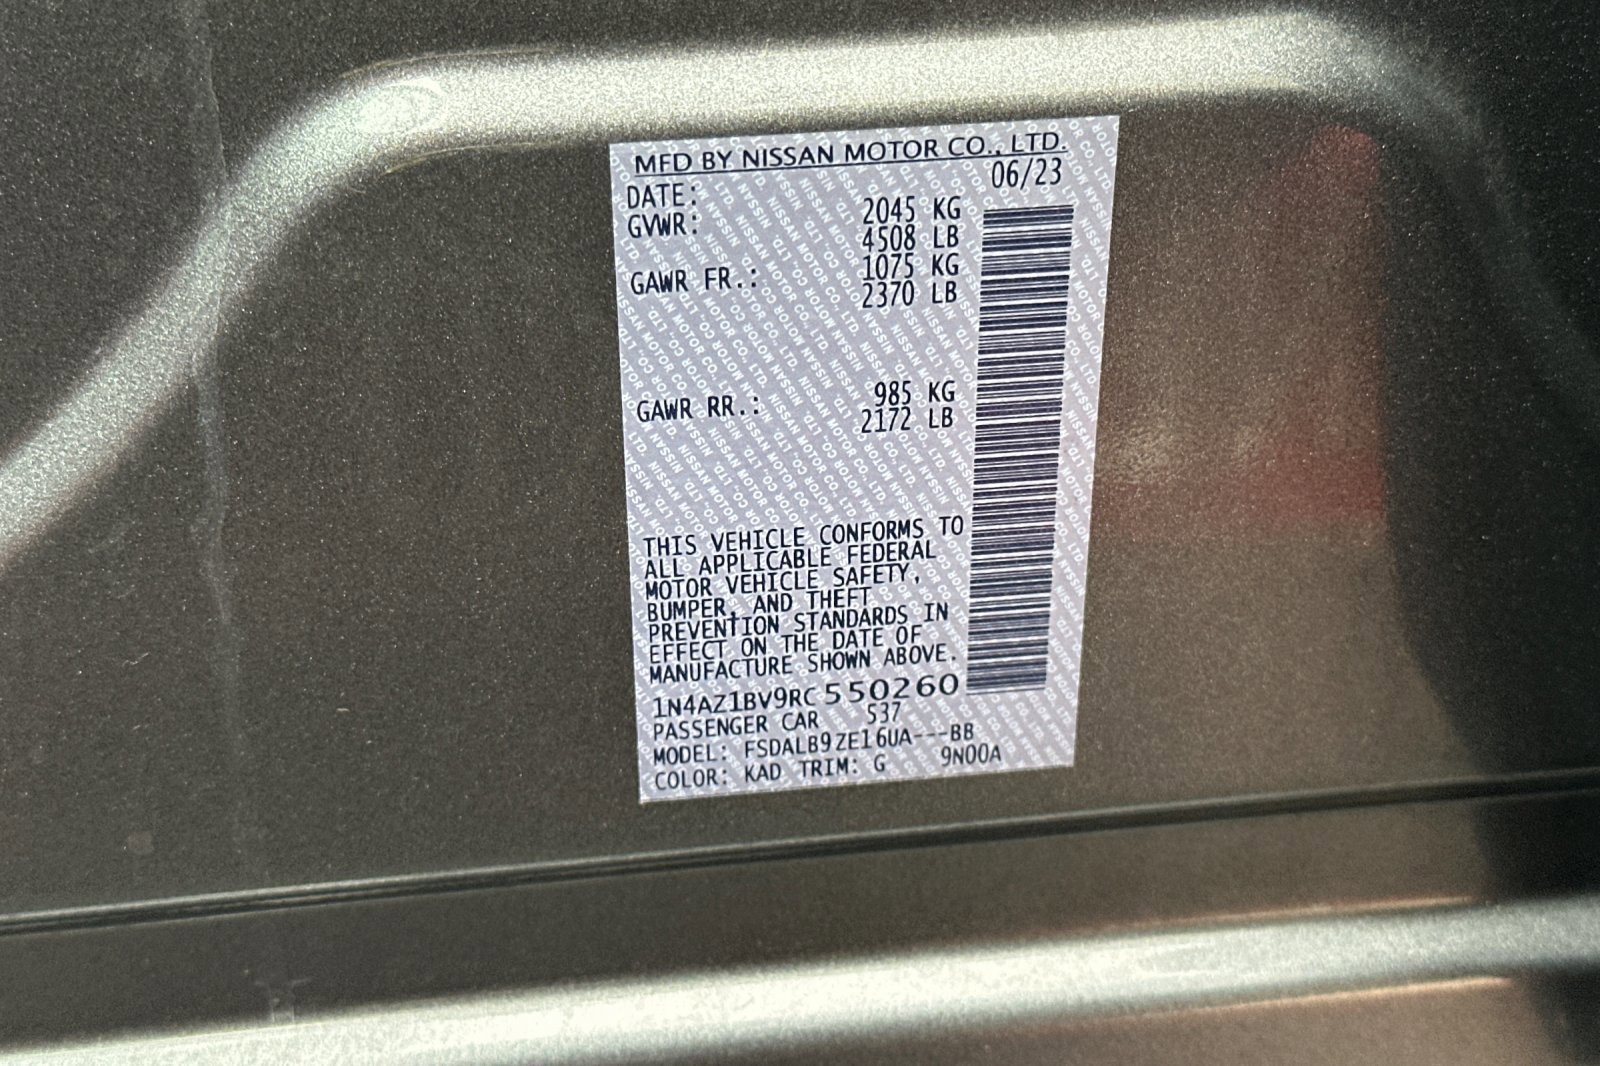 MFD BY NISSAN MOTOR CO., LTD.
DATE: 06/23
GVWR: 2045 KG
4508 LB
GAWR FR.: 1075 KG
2370 LB
GAWR RR.: 985 KG
2172 LB
THIS VEHICLE CONFORMS TO
ALL APPLICABLE FEDERAL
MOTOR VEHICLE SAFETY,
BUMPER, AND THEFT
PREVENTION STANDARDS IN
EFFECT ON THE DATE OF
MANUFACTURE SHOWN ABOVE.
1N4AZ1BV9RC550260
PASSENGER CAR 537
MODEL: FSDALB9ZE16UA---BB
COLOR: KAD TRIM: G 9N00A